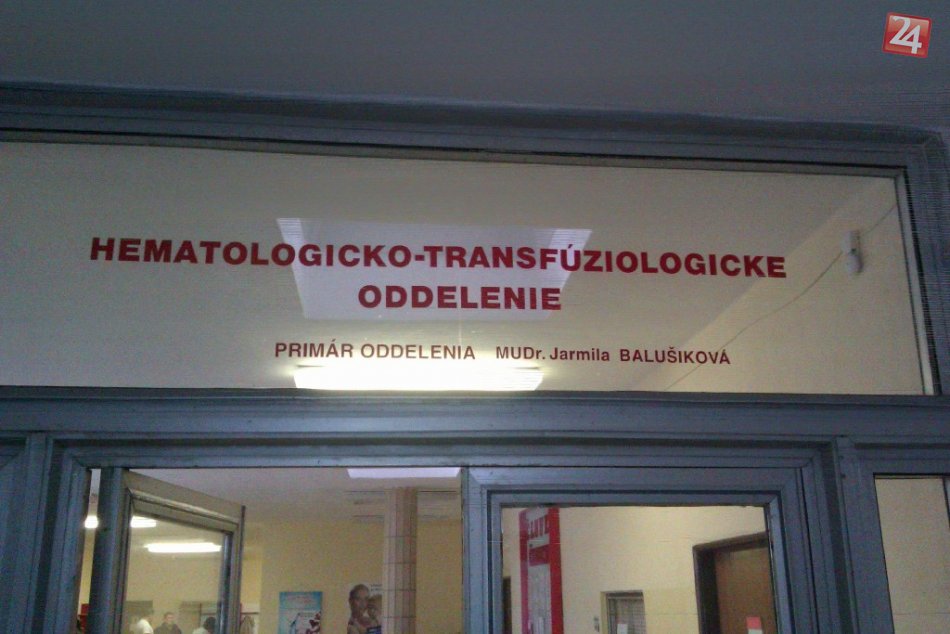 24
HEMATOLOGICKO-TRANSFÚZIOLOGICKE
ODDELENIE
PRIMÁR ODDELENIA MUDr. Jarmila BALUŠIKOVÁ